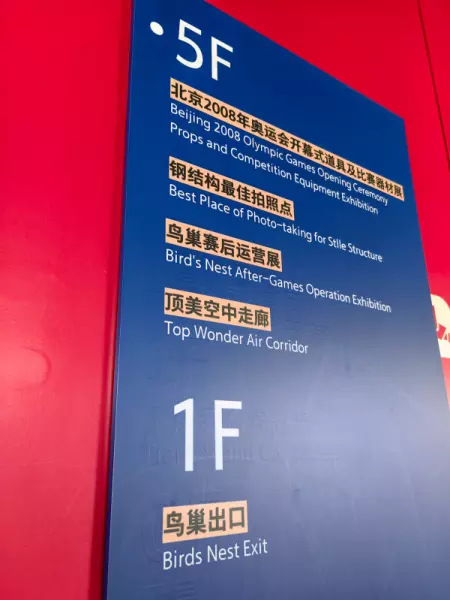 5F
北京2008年奥运会开幕式道具及比赛器材展
Beijing 2008 Olympic Games Opening Ceremony
Props and Competition Equipment Exhibition
钢结构最佳拍照点
Best Place of Photo-taking for Stlle Structure
鸟巢赛后运营展
Bird's Nest After-Games Operation Exhibition
顶美空中走廊
Top Wonder Air Corridor
1F
鸟巢出口
Birds Nest Exit